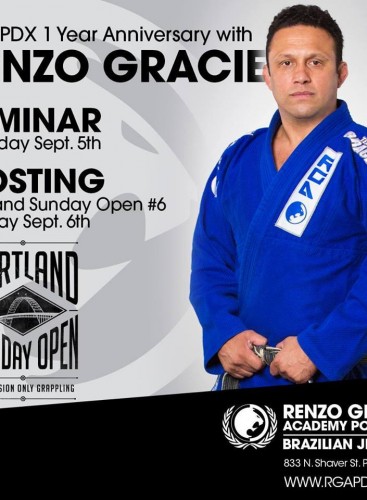 PDX 1 Year Anniversary with
NZO GRACIE
MINAR
day Sept. 5th
OSTING
and Sunday Open #6
ay Sept. 6th
RTLAND
DAY OPEN
SION ONLY GRAPPLING
RENZO G
ACADEMY PO
BRAZILIAN JI
833 N. Shaver St. P
WWW.RGAPD